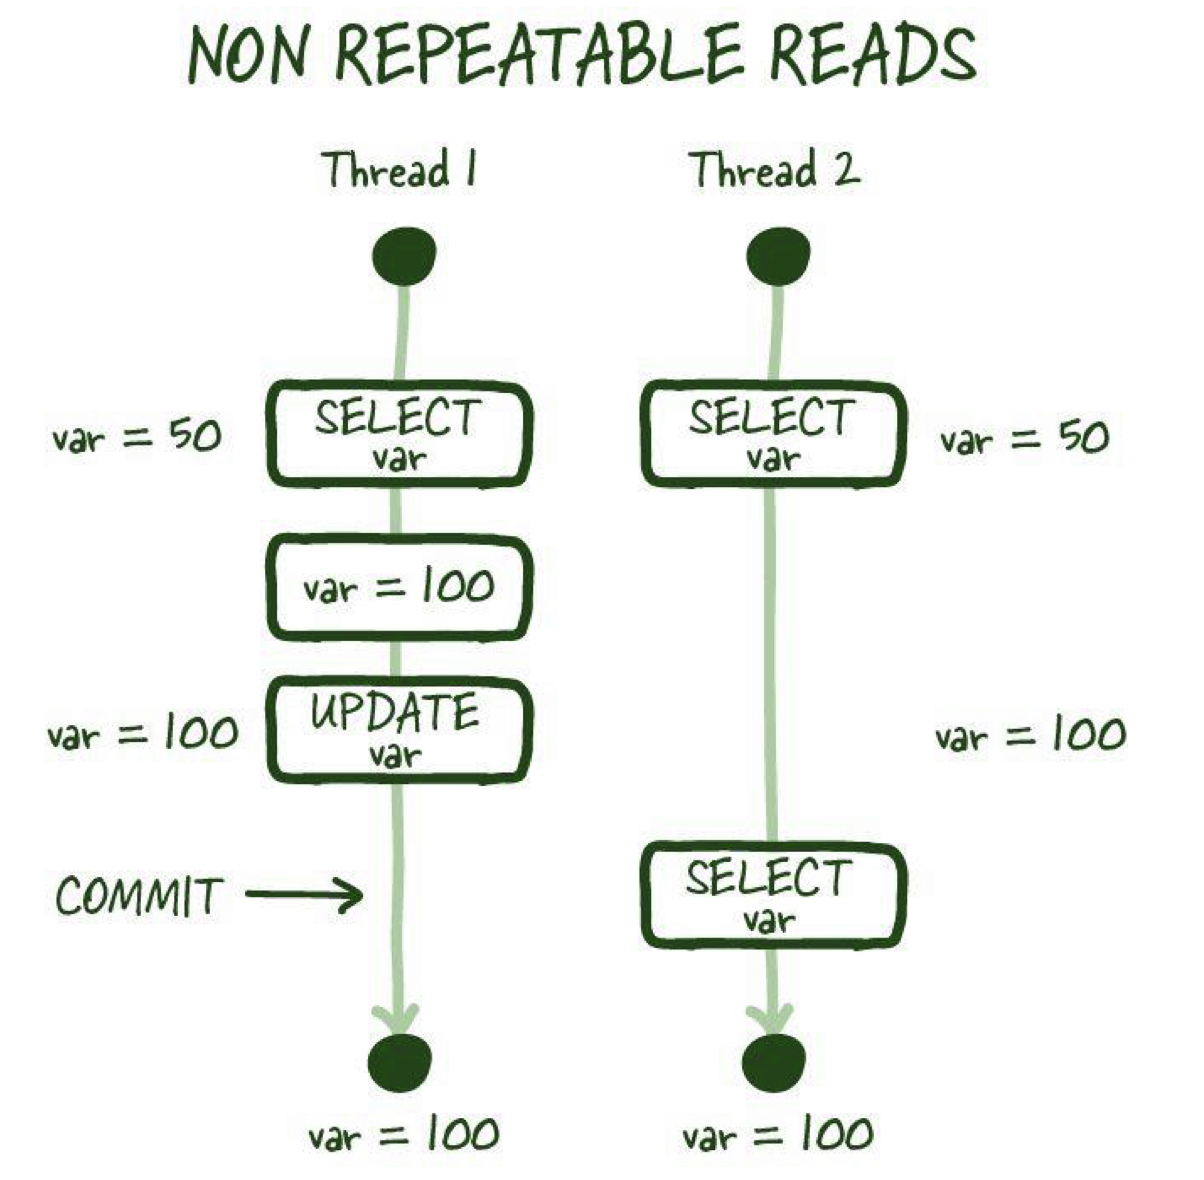 NON REPEATABLE READS
Thread 1
Thread 2
var = 50
SELECT
var
SELECT
var
var = 50
var = 100
var = 100
UPDATE
var
var = 100
COMMIT
SELECT
var
var = 100
var = 100